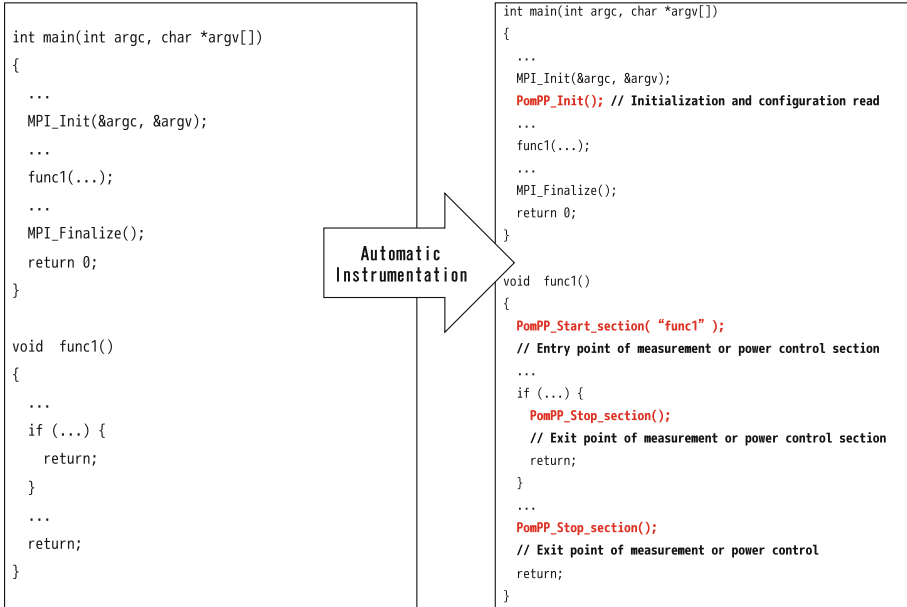 int main(int argc, char *argv[])
{
...
MPI_Init(&argc, &argv);
...
func1(...);
...
MPI_Finalize();
return 0;
}
void  func1()
{
...
if (...) {
return;
}
...
return;
}
Automatic
Instrumentation
int main(int argc, char *argv[])
{
...
MPI_Init(&argc, &argv);
PomPP_Init(); // Initialization and configuration read
...
func1(...);
...
MPI_Finalize();
return 0;
}
void  func1()
{
PomPP_Start_section( “func1” );
// Entry point of measurement or power control section
...
if (...) {
PomPP_Stop_section();
// Exit point of measurement or power control section
return;
}
...
PomPP_Stop_section();
// Exit point of measurement or power control
return;
}